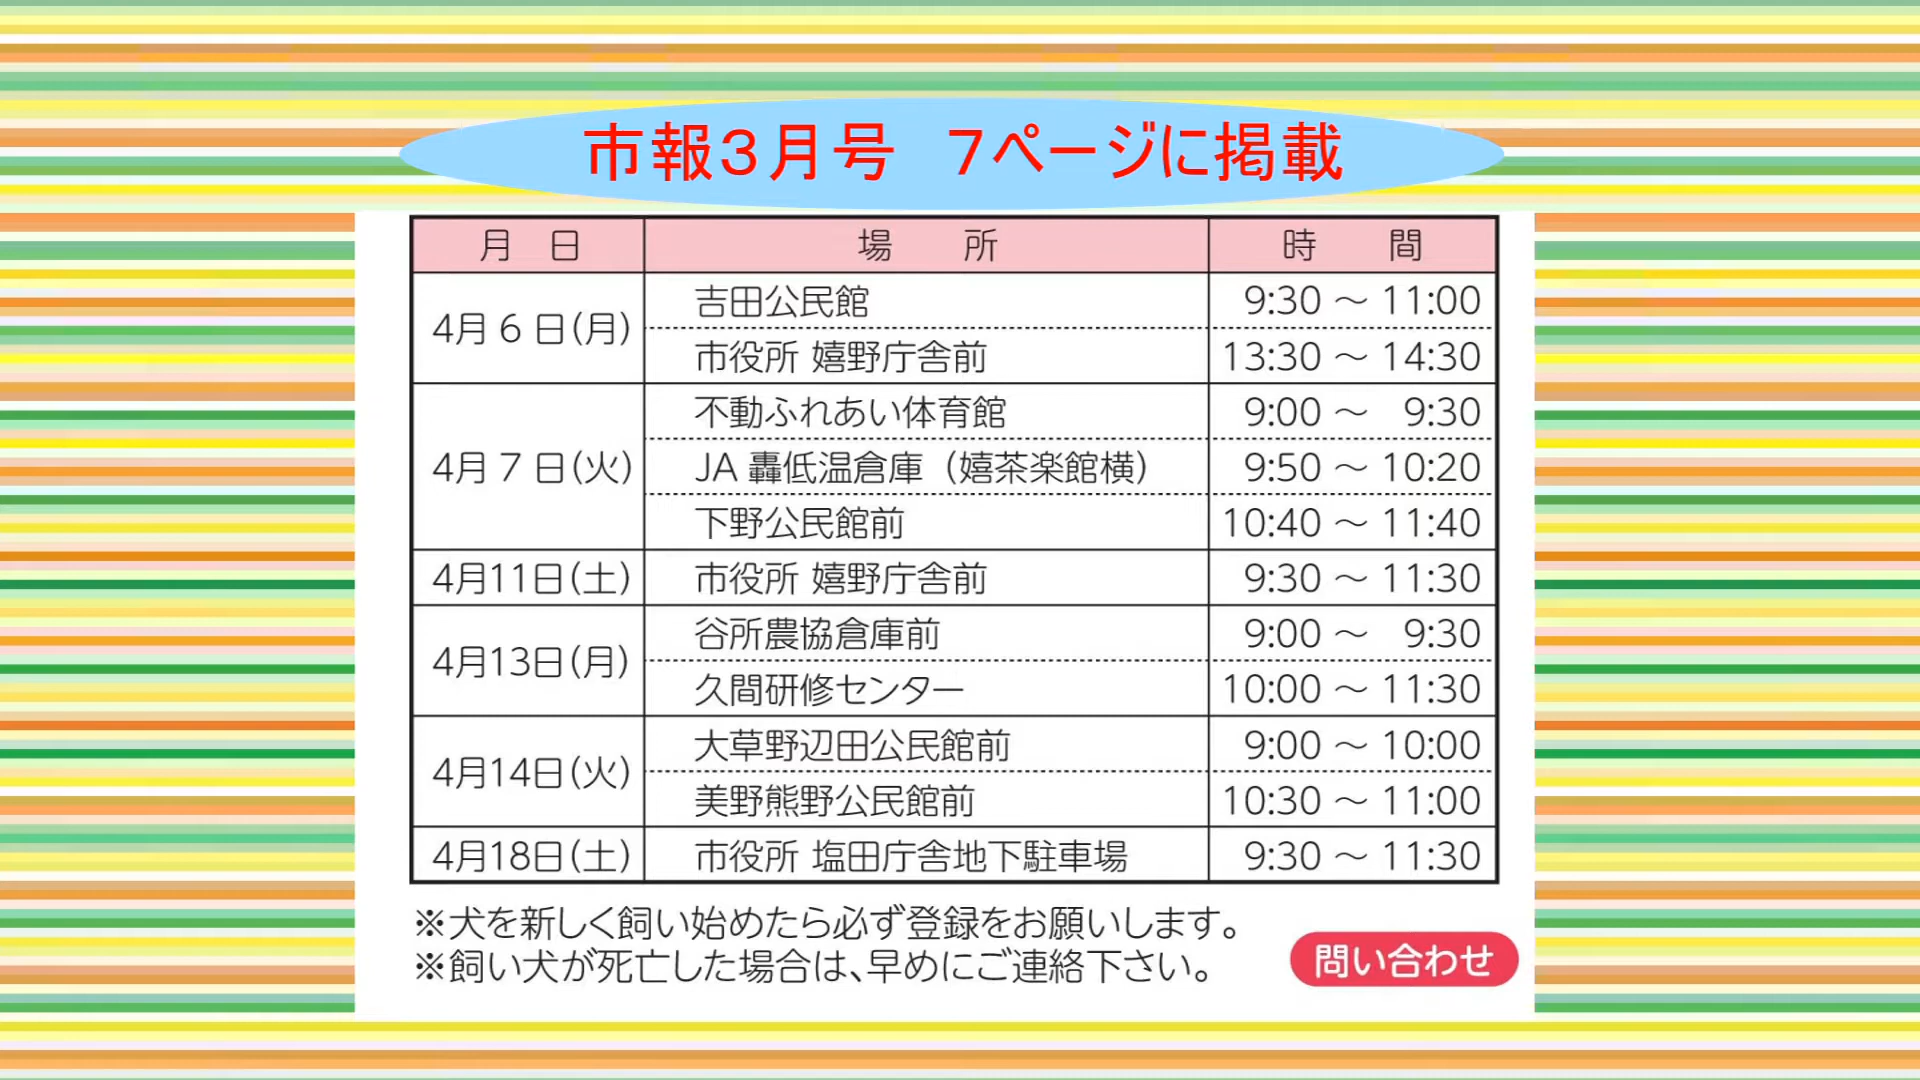 市報３月号　７ページに掲載
月　日　場　所　時　間
4月 6 日(月)　吉田公民館　9:30 ～ 11:00
市役所 嬉野庁舎前　13:30 ～ 14:30
4月 7 日(火)　不動ふれあい体育館　9:00 ～ 9:30
JA 轟低温倉庫（嬉茶楽館横）　9:50 ～ 10:20
下野公民館前　10:40 ～ 11:40
4月11日(土)　市役所 嬉野庁舎前　9:30 ～ 11:30
4月13日(月)　谷所農協倉庫前　9:00 ～ 9:30
久間研修センター　10:00 ～ 11:30
4月14日(火)　大草野辺田公民館前　9:00 ～ 10:00
美野熊野公民館前　10:30 ～ 11:00
4月18日(土)　市役所 塩田庁舎地下駐車場　9:30 ～ 11:30
※犬を新しく飼い始めたら必ず登録をお願いします。
※飼い犬が死亡した場合は、早めにご連絡下さい。
問い合わせ